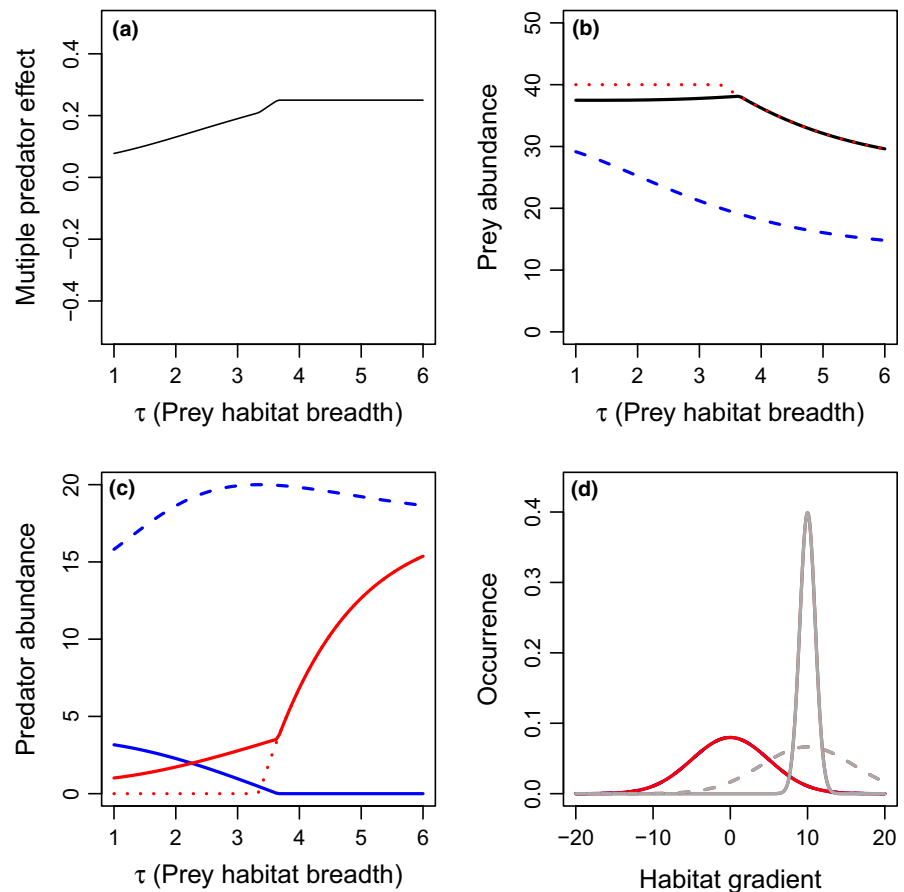 (a)
Mutiple predator effect
0.4
0.2
0.0
−0.2
−0.4
1 2 3 4 5 6
τ (Prey habitat breadth)
(b)
Prey abundance
50
40
30
20
10
0
1 2 3 4 5 6
τ (Prey habitat breadth)
(c)
Predator abundance
20
15
10
5
0
1 2 3 4 5 6
τ (Prey habitat breadth)
(d)
Occurrence
0.4
0.3
0.2
0.1
0.0
−20 −10 0 10 20
Habitat gradient